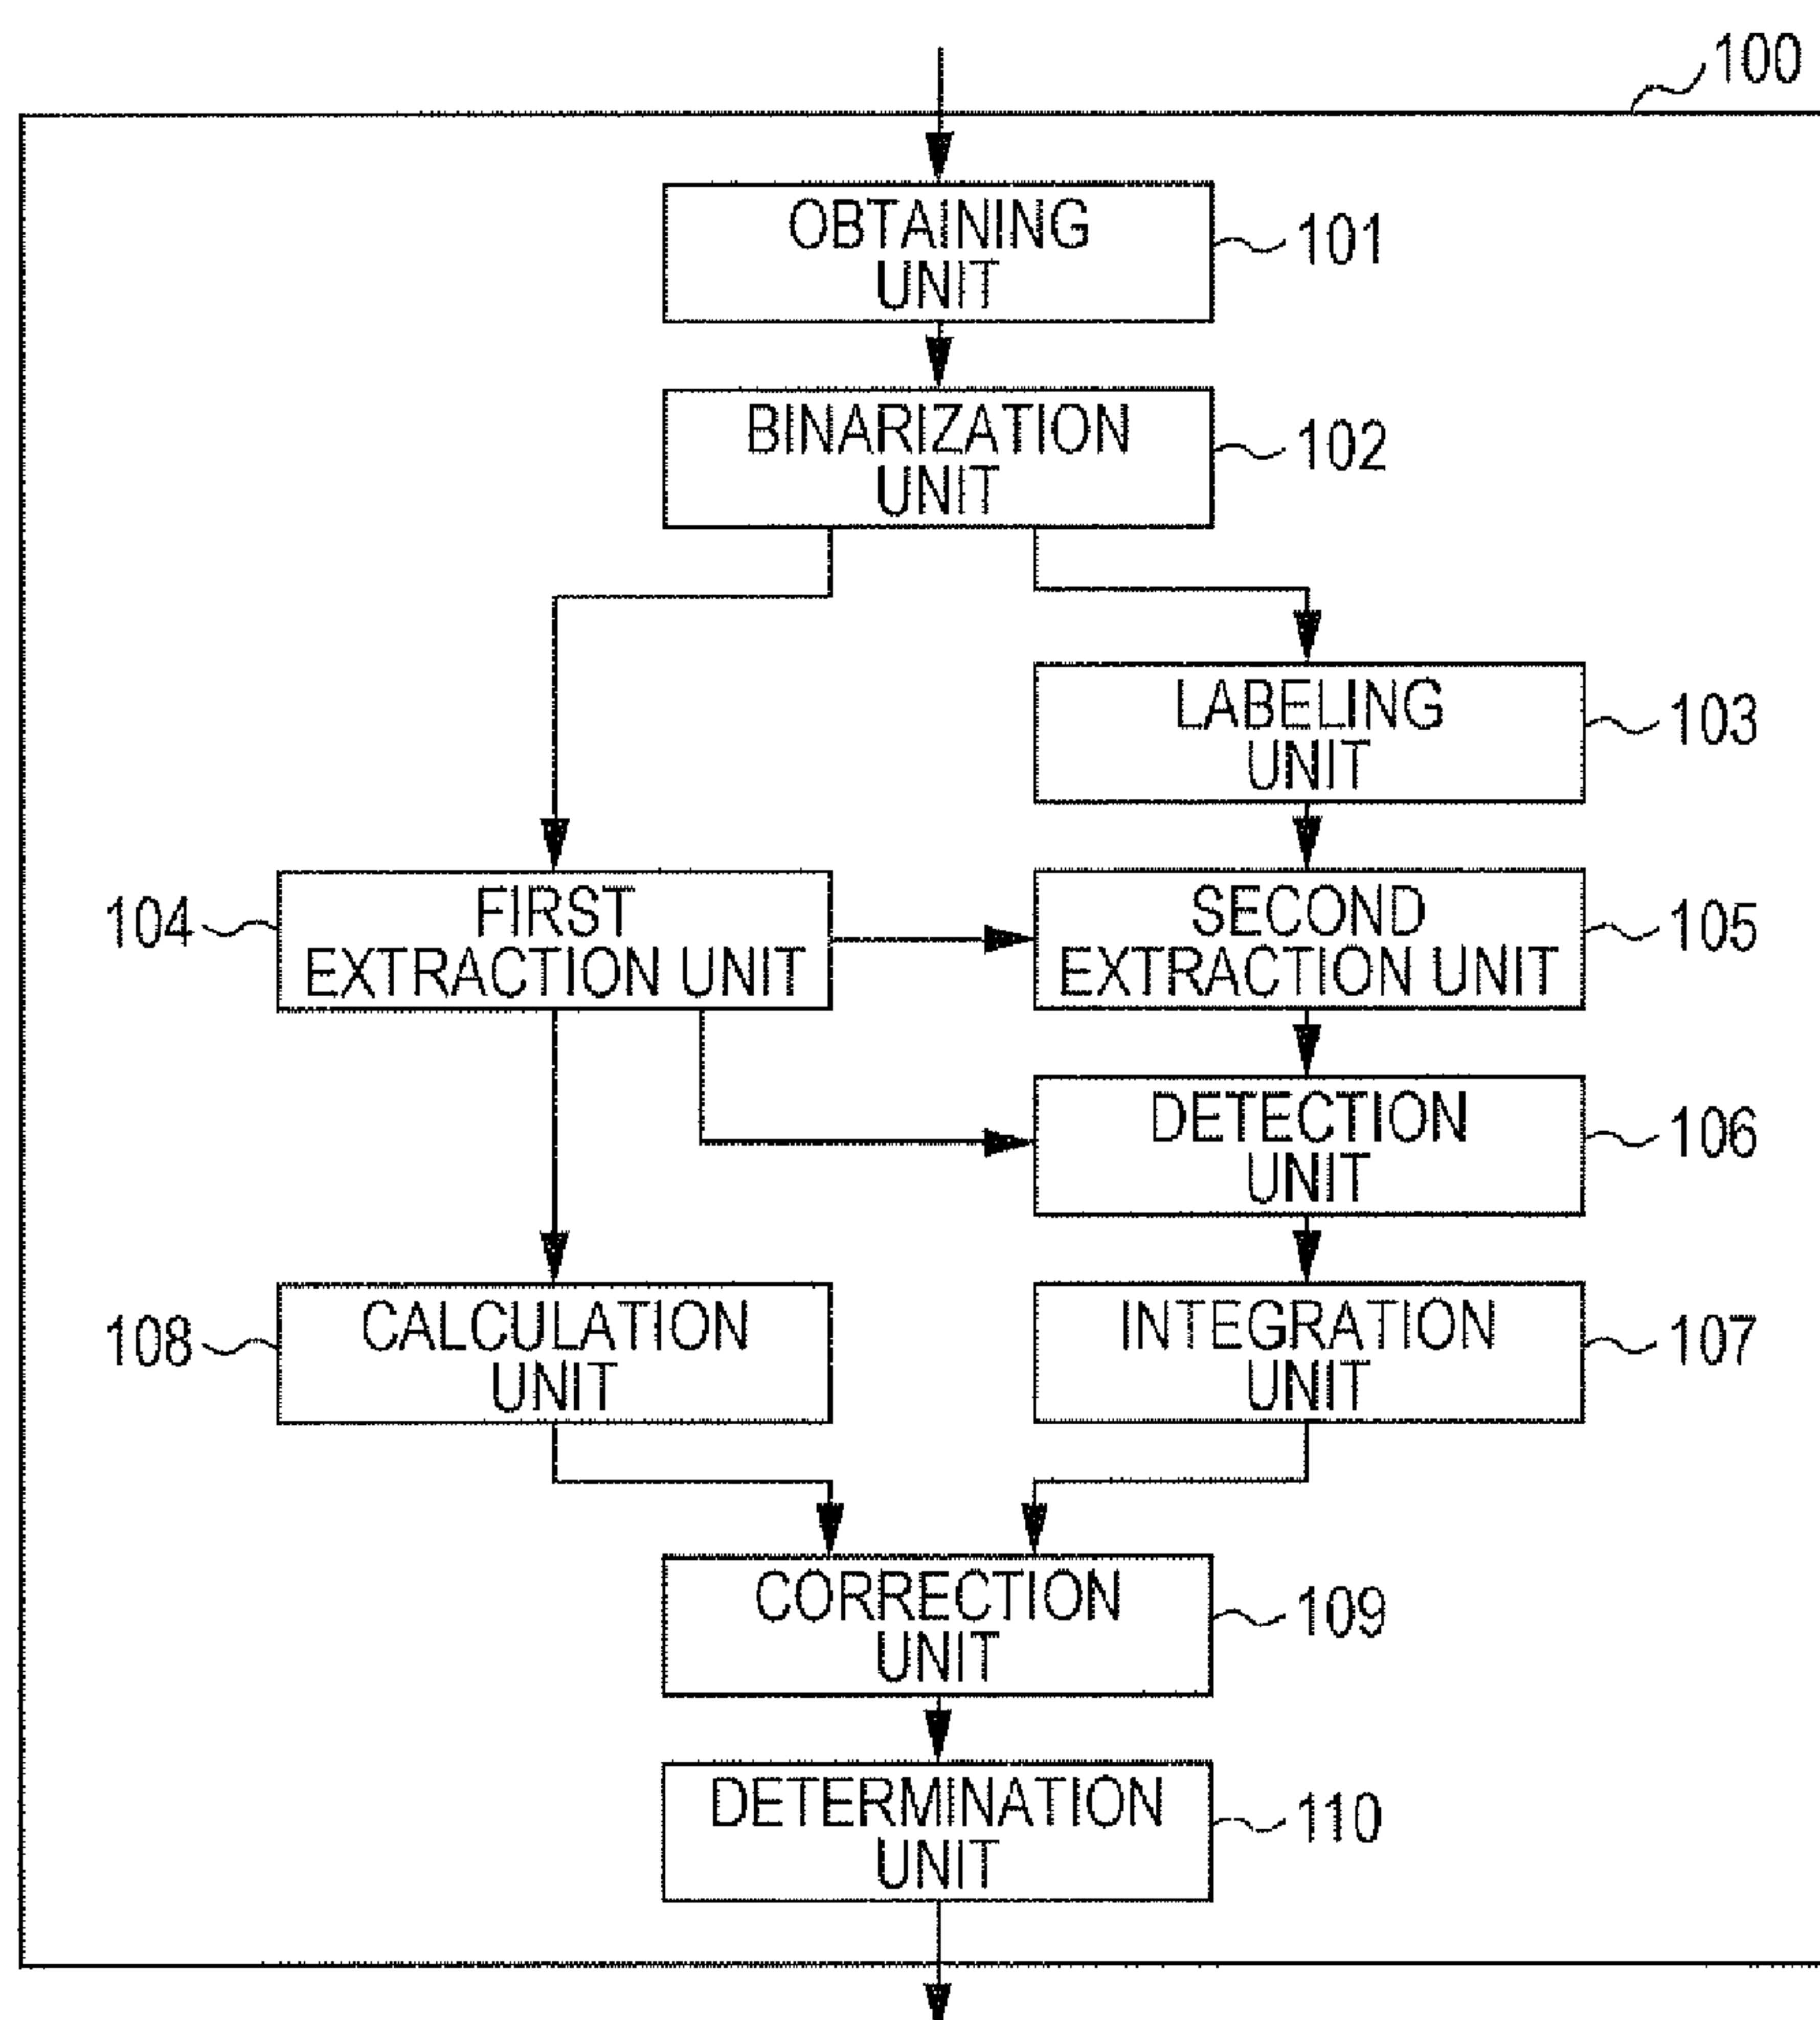 100
OBTAINING
UNIT
101
BINARIZATION
UNIT
102
LABELING
UNIT
103
104
FIRST
EXTRACTION UNIT
SECOND
EXTRACTION UNIT
105
DETECTION
UNIT
106
108
CALCULATION
UNIT
INTEGRATION
UNIT
107
CORRECTION
UNIT
109
DETERMINATION
UNIT
110